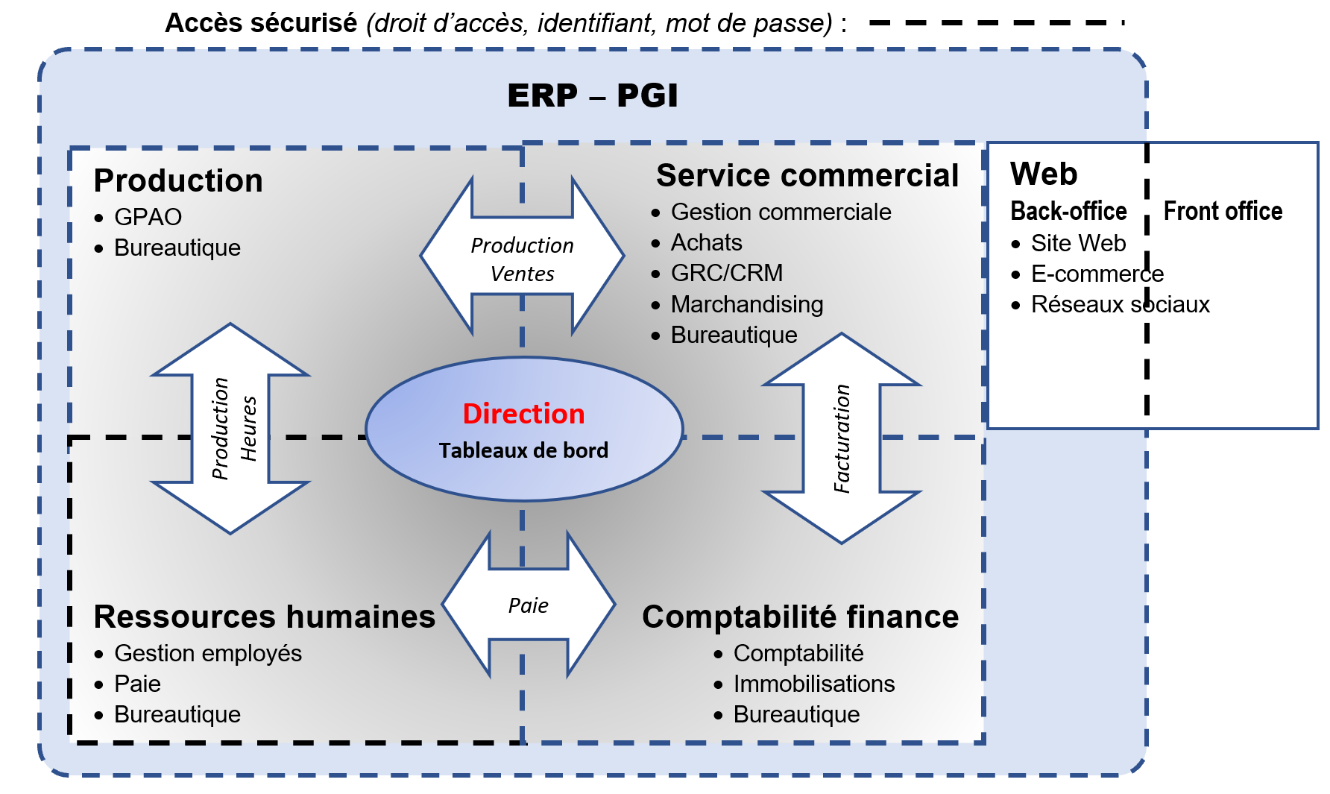 Accès sécurisé (droit d’accès, identifiant, mot de passe) :
ERP – PGI
Production
• GPAO
• Bureautique
Production
Ventes
Service commercial
• Gestion commerciale
• Achats
• GRC/CRM
• Marchandising
• Bureautique
Web
Back-office
Front office
• Site Web
• E-commerce
• Réseaux sociaux
Production
Heures
Direction
Tableaux de bord
Facturation
Ressources humaines
• Gestion employés
• Paie
• Bureautique
Paie
Comptabilité finance
• Comptabilité
• Immobilisations
• Bureautique